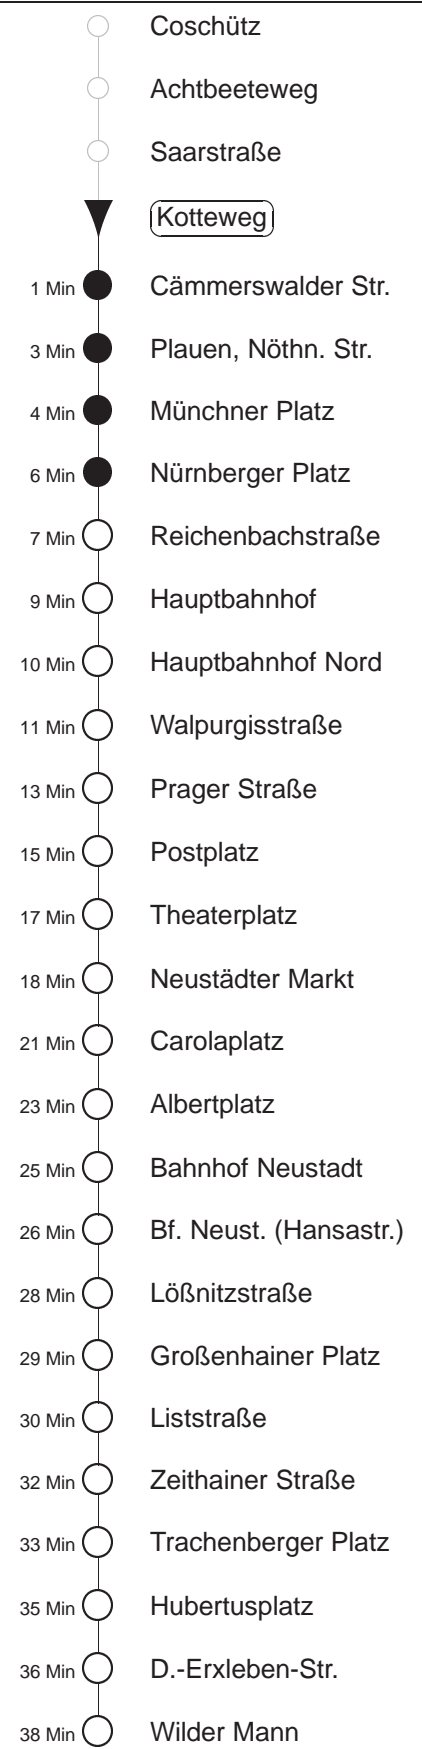 Coschütz
Achtbeeteweg
Saarstraße
Kotteweg
1 Min Cämmerswalder Str.
3 Min Plauen, Nöthn. Str.
4 Min Münchner Platz
6 Min Nürnberger Platz
7 Min Reichenbachstraße
9 Min Hauptbahnhof
10 Min Hauptbahnhof Nord
11 Min Walpurgisstraße
13 Min Prager Straße
15 Min Postplatz
17 Min Theaterplatz
18 Min Neustädter Markt
21 Min Carolaplatz
23 Min Albertplatz
25 Min Bahnhof Neustadt
26 Min Bf. Neust. (Hansastr.)
28 Min Lößnitzstraße
29 Min Großenhainer Platz
30 Min Liststraße
32 Min Zeithainer Straße
33 Min Trachenberger Platz
35 Min Hubertusplatz
36 Min D.-Erxleben-Str.
38 Min Wilder Mann